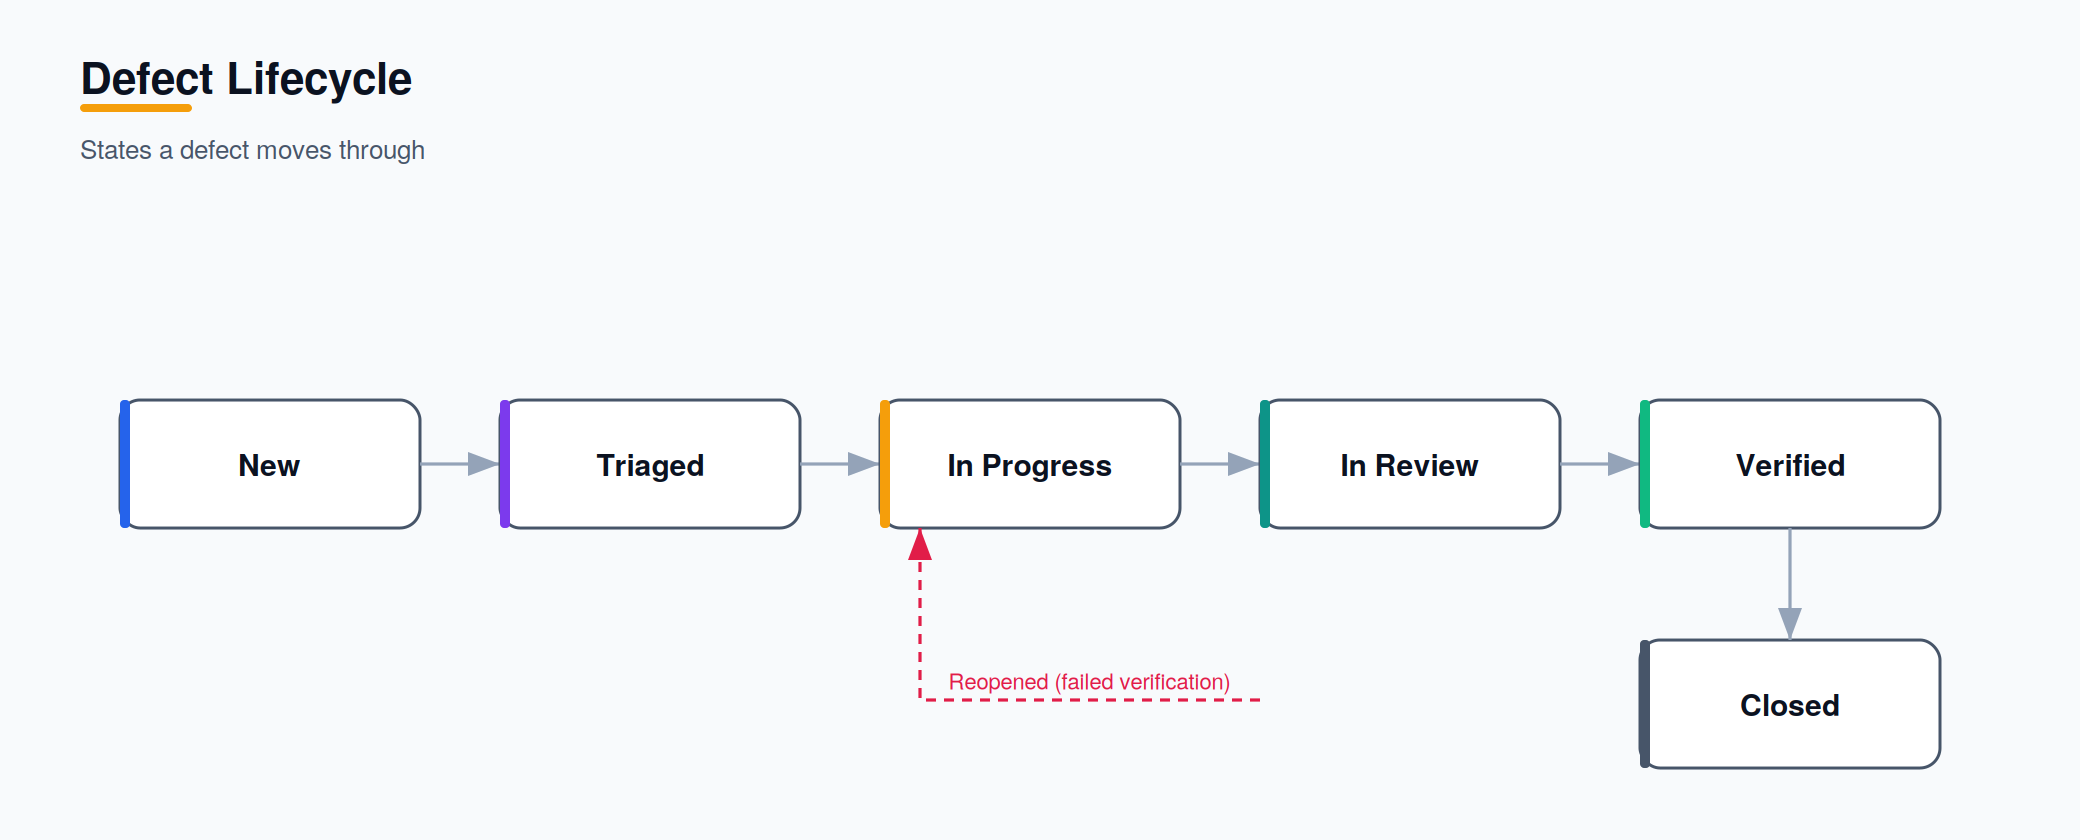 Defect Lifecycle
States a defect moves through
New
Triaged
In Progress
In Review
Verified
Reopened (failed verification)
Closed